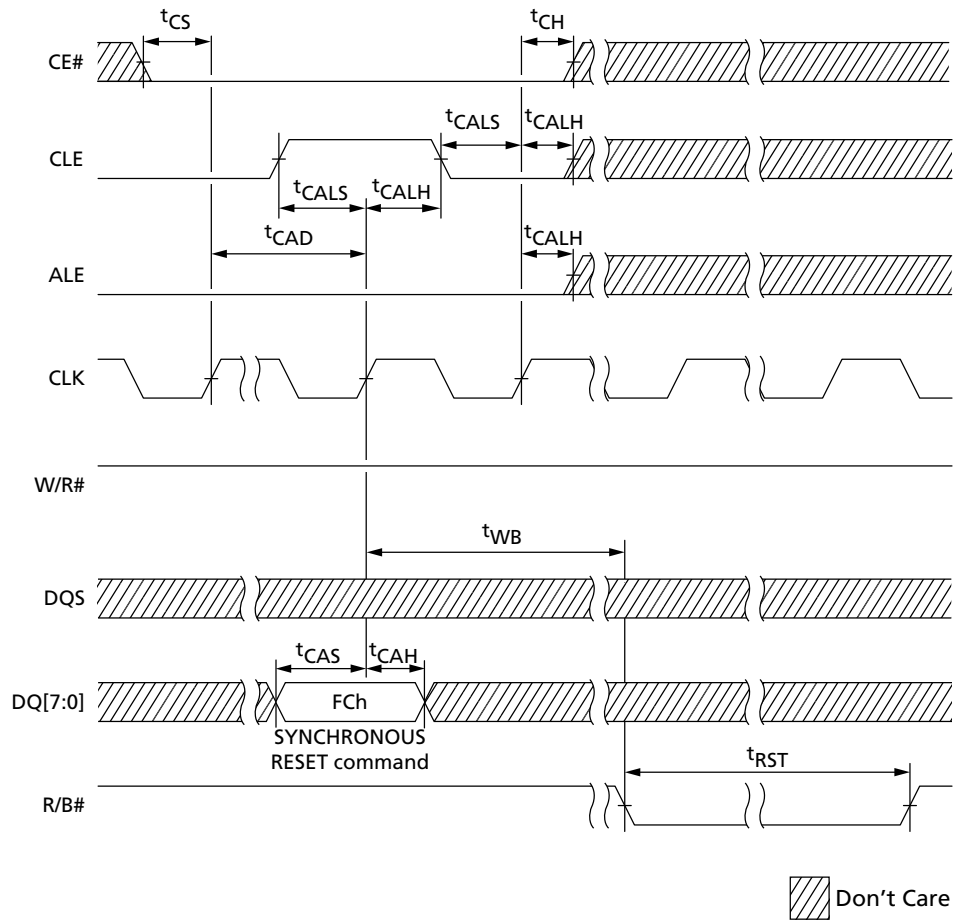 tCS
tCH
CE#
tCALS
tCALH
CLE
tCALS
tCALH
tCAD
tCALH
ALE
CLK
W/R#
tWB
DQS
tCAS
tCAH
DQ[7:0]
FCh
SYNCHRONOUS
RESET command
tRST
R/B#
Don't Care